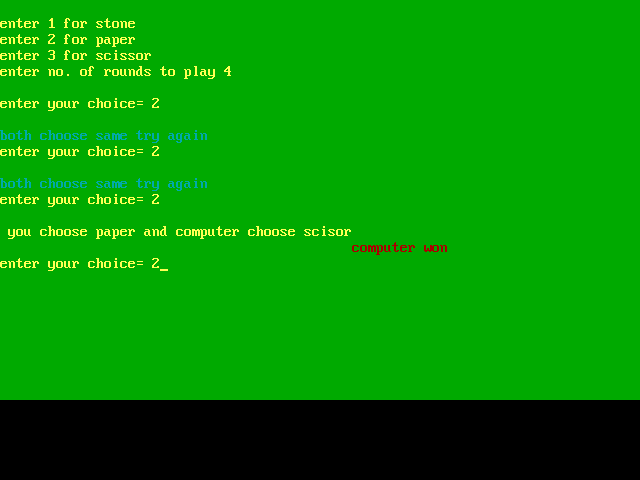 enter 1 for stone
enter 2 for paper
enter 3 for scissor
enter no. of rounds to play 4
enter your choice= 2
both choose same try again
enter your choice= 2
both choose same try again
enter your choice= 2
you choose paper and computer choose scisor
computer won
enter your choice= 2_